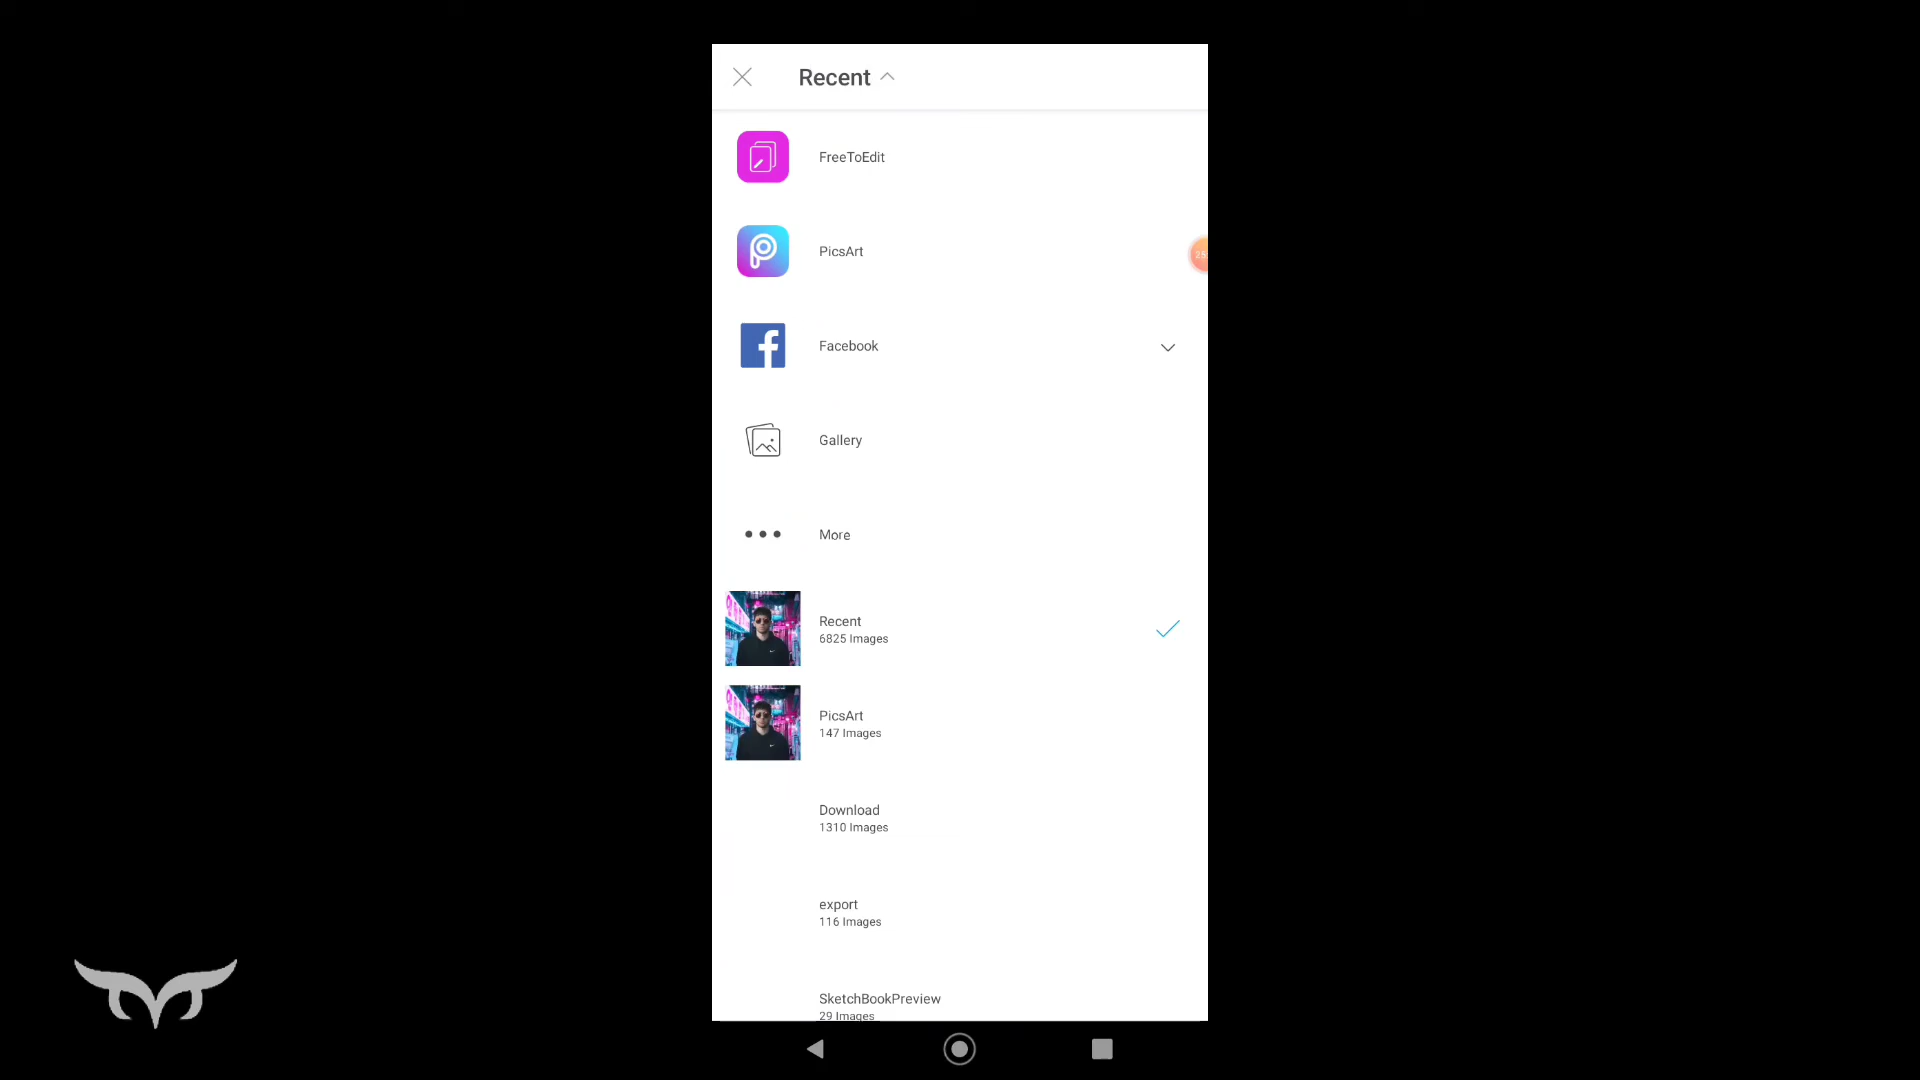 Recent
FreeToEdit
PicsArt
Facebook
Gallery
More
Recent
6825 Images
PicsArt
147 Images
Download
1310 Images
export
116 Images
SketchBookPreview
29 Images